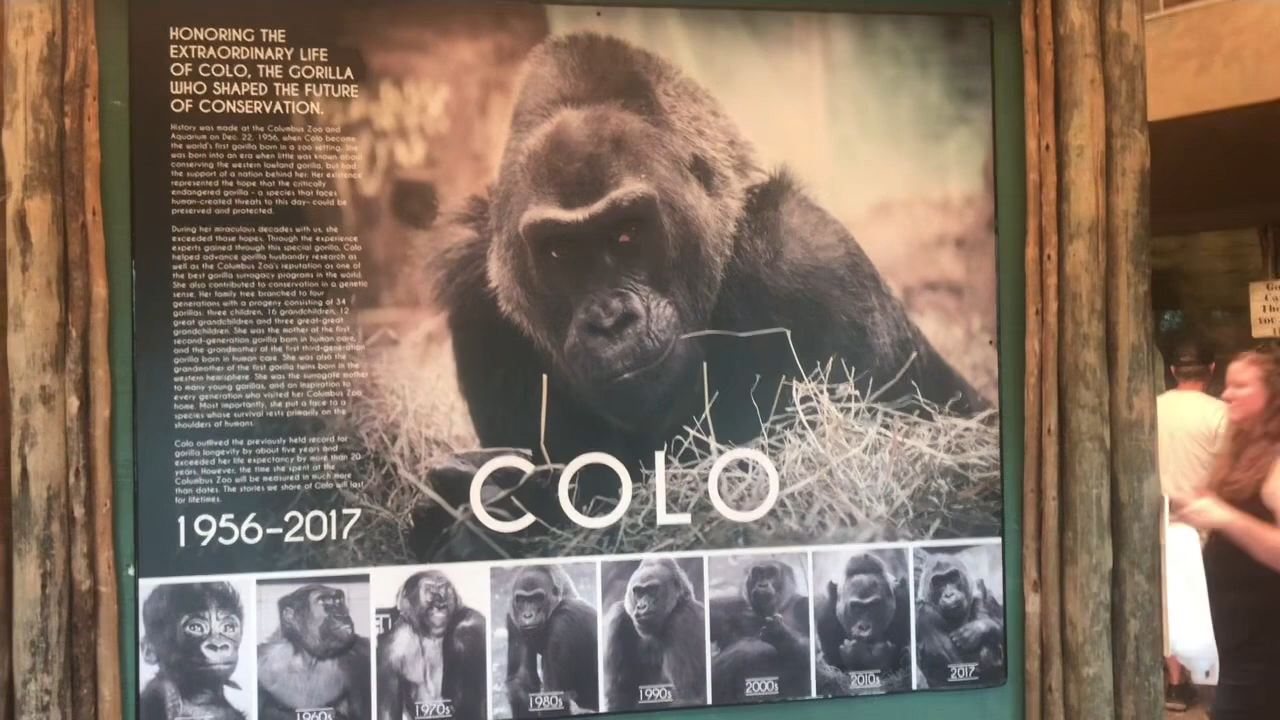 HONORING THE
EXTRAORDINARY LIFE
OF COLO, THE GORILLA
WHO SHAPED THE FUTURE
OF CONSERVATION.
History was made at the Columbus Zoo and
Aquarium on Dec. 22, 1956, when Colo became
the world's first gorilla born in a zoo setting. She
was born into an era when little was known about
conserving the western lowland gorilla, but had
the support of a nation behind her. Her existence
represented the hope that the critically
endangered gorilla - a species that faces
human-created threats to this day- could be
preserved and protected.
During her miraculous decades with us, she
exceeded those hopes. Through the experience
experts gained through this special gorilla, Colo
helped advance gorilla husbandry research as
well as the Columbus Zoo's reputation as one of
the best gorilla surrogacy programs in the world.
She also contributed to conservation in a genetic
sense. Her family tree branched to four
generations with a progeny consisting of 34
gorillas: three children, 16 grandchildren, 12
great grandchildren and three great-great
grandchildren. She was the mother of the first
second-generation gorilla born in human care,
and the grandmother of the first third-generation
gorilla born in human care. She was also the
grandmother of the first gorilla twins born in the
western hemisphere. She was the surrogate mother
to many young gorillas, and an inspiration to
every generation who visited her Columbus Zoo
home. Most importantly, she put a face to a
species whose survival rests primarily on the
shoulders of humans.
Colo outlived the previously held record for
gorilla longevity by about five years and
exceeded her life expectancy by more than 20
years. However, the time she spent at the
Columbus Zoo will be measured in much more
than dates. The stories we share of Colo will last
for lifetimes.
1956-2017
COLO
1960s
1970s
1980s
1990s
2000s
2010s
2017